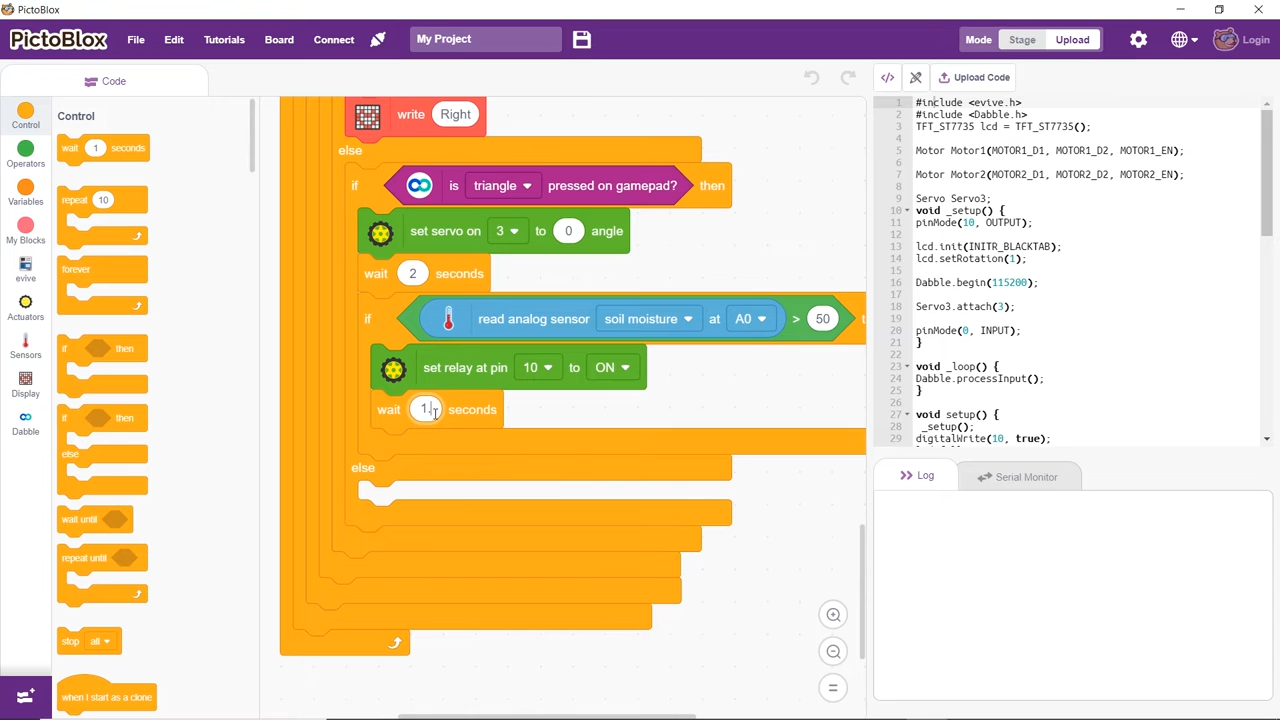 PictoBlox
PictoBlox File Edit Tutorials Board Connect My Project Mode Stage Upload Login
Code
Upload Code
Control
Operators
Variables
My Blocks
evive
Actuators
Sensors
Display
Dabble
Control
wait 1 seconds
repeat 10
forever
if then
if then
else
wait until
repeat until
stop all
when I start as a clone
write Right
else
if is triangle pressed on gamepad? then
set servo on 3 to 0 angle
wait 2 seconds
if read analog sensor soil moisture at A0 > 50 t
set relay at pin 10 to ON
wait 1. seconds
else
1 #include <evive.h>
2 #include <Dabble.h>
3 TFT_ST7735 lcd = TFT_ST7735();
4
5 Motor Motor1(MOTOR1_D1, MOTOR1_D2, MOTOR1_EN);
6
7 Motor Motor2(MOTOR2_D1, MOTOR2_D2, MOTOR2_EN);
8
9 Servo Servo3;
10 void _setup() {
11 pinMode(10, OUTPUT);
12
13 lcd.init(INITR_BLACKTAB);
14 lcd.setRotation(1);
15
16 Dabble.begin(115200);
17
18 Servo3.attach(3);
19
20 pinMode(0, INPUT);
21 }
22
23 void _loop() {
24 Dabble.processInput();
25 }
26
27 void setup() {
28 _setup();
29 digitalWrite(10, true);
Log
Serial Monitor